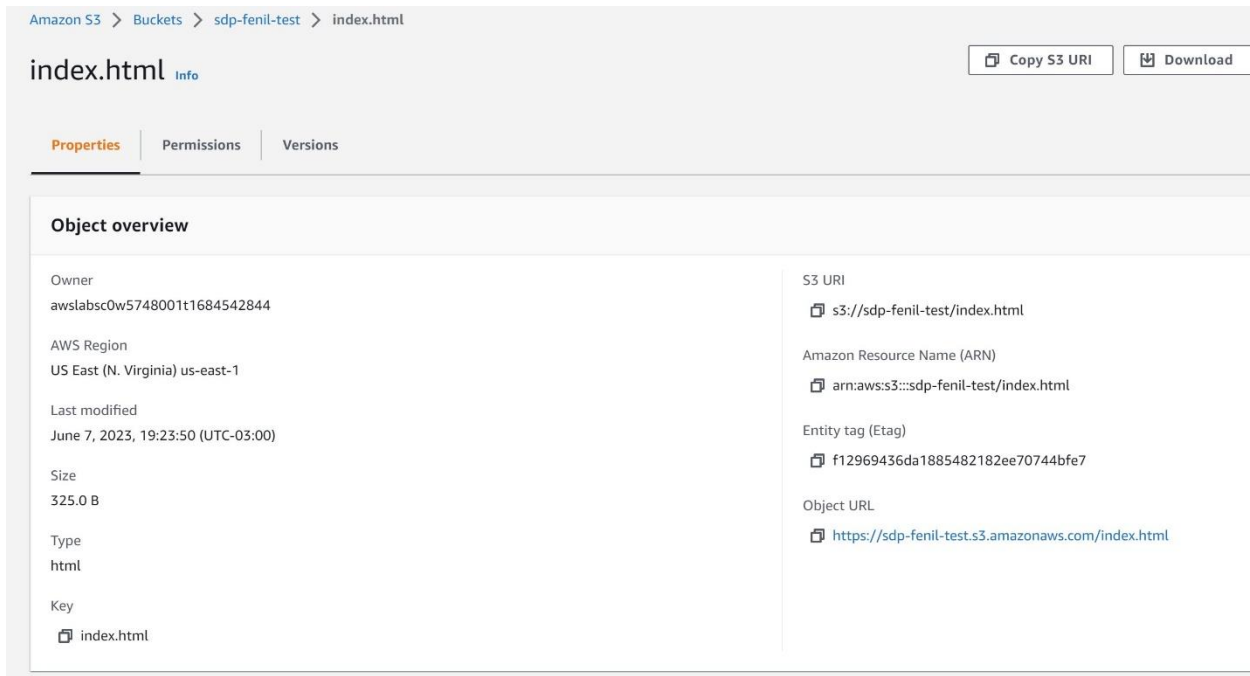 Amazon S3 > Buckets > sdp-fenil-test > index.html
index.html Info
Copy S3 URI
Download
Properties
Permissions
Versions
Object overview
Owner
awslabsc0w5748001t1684542844
AWS Region
US East (N. Virginia) us-east-1
Last modified
June 7, 2023, 19:23:50 (UTC-03:00)
Size
325.0 B
Type
html
Key
index.html
S3 URI
s3://sdp-fenil-test/index.html
Amazon Resource Name (ARN)
arn:aws:s3:::sdp-fenil-test/index.html
Entity tag (Etag)
f12969436da1885482182ee70744bfe7
Object URL
https://sdp-fenil-test.s3.amazonaws.com/index.html